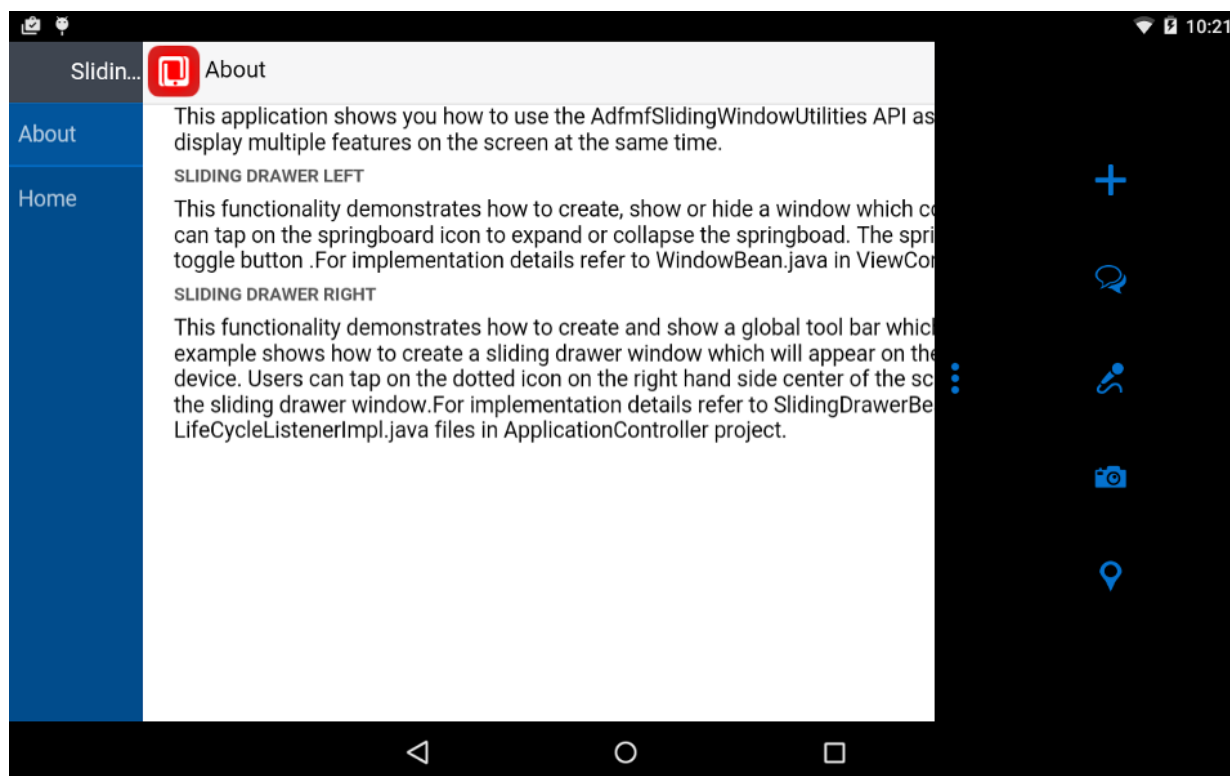 10:21
Slidin...
About
About
Home
This application shows you how to use the AdfmfSlidingWindowUtilities API as
display multiple features on the screen at the same time.
SLIDING DRAWER LEFT
This functionality demonstrates how to create, show or hide a window which
can tap on the springboard icon to expand or collapse the springboad. The spri
toggle button .For implementation details refer to WindowBean.java in ViewCo
SLIDING DRAWER RIGHT
This functionality demonstrates how to create and show a global tool bar whic
example shows how to create a sliding drawer window which will appear on the
device. Users can tap on the dotted icon on the right hand side center of the sc
the sliding drawer window.For implementation details refer to SlidingDrawerBe
LifeCycleListenerImpl.java files in ApplicationController project.